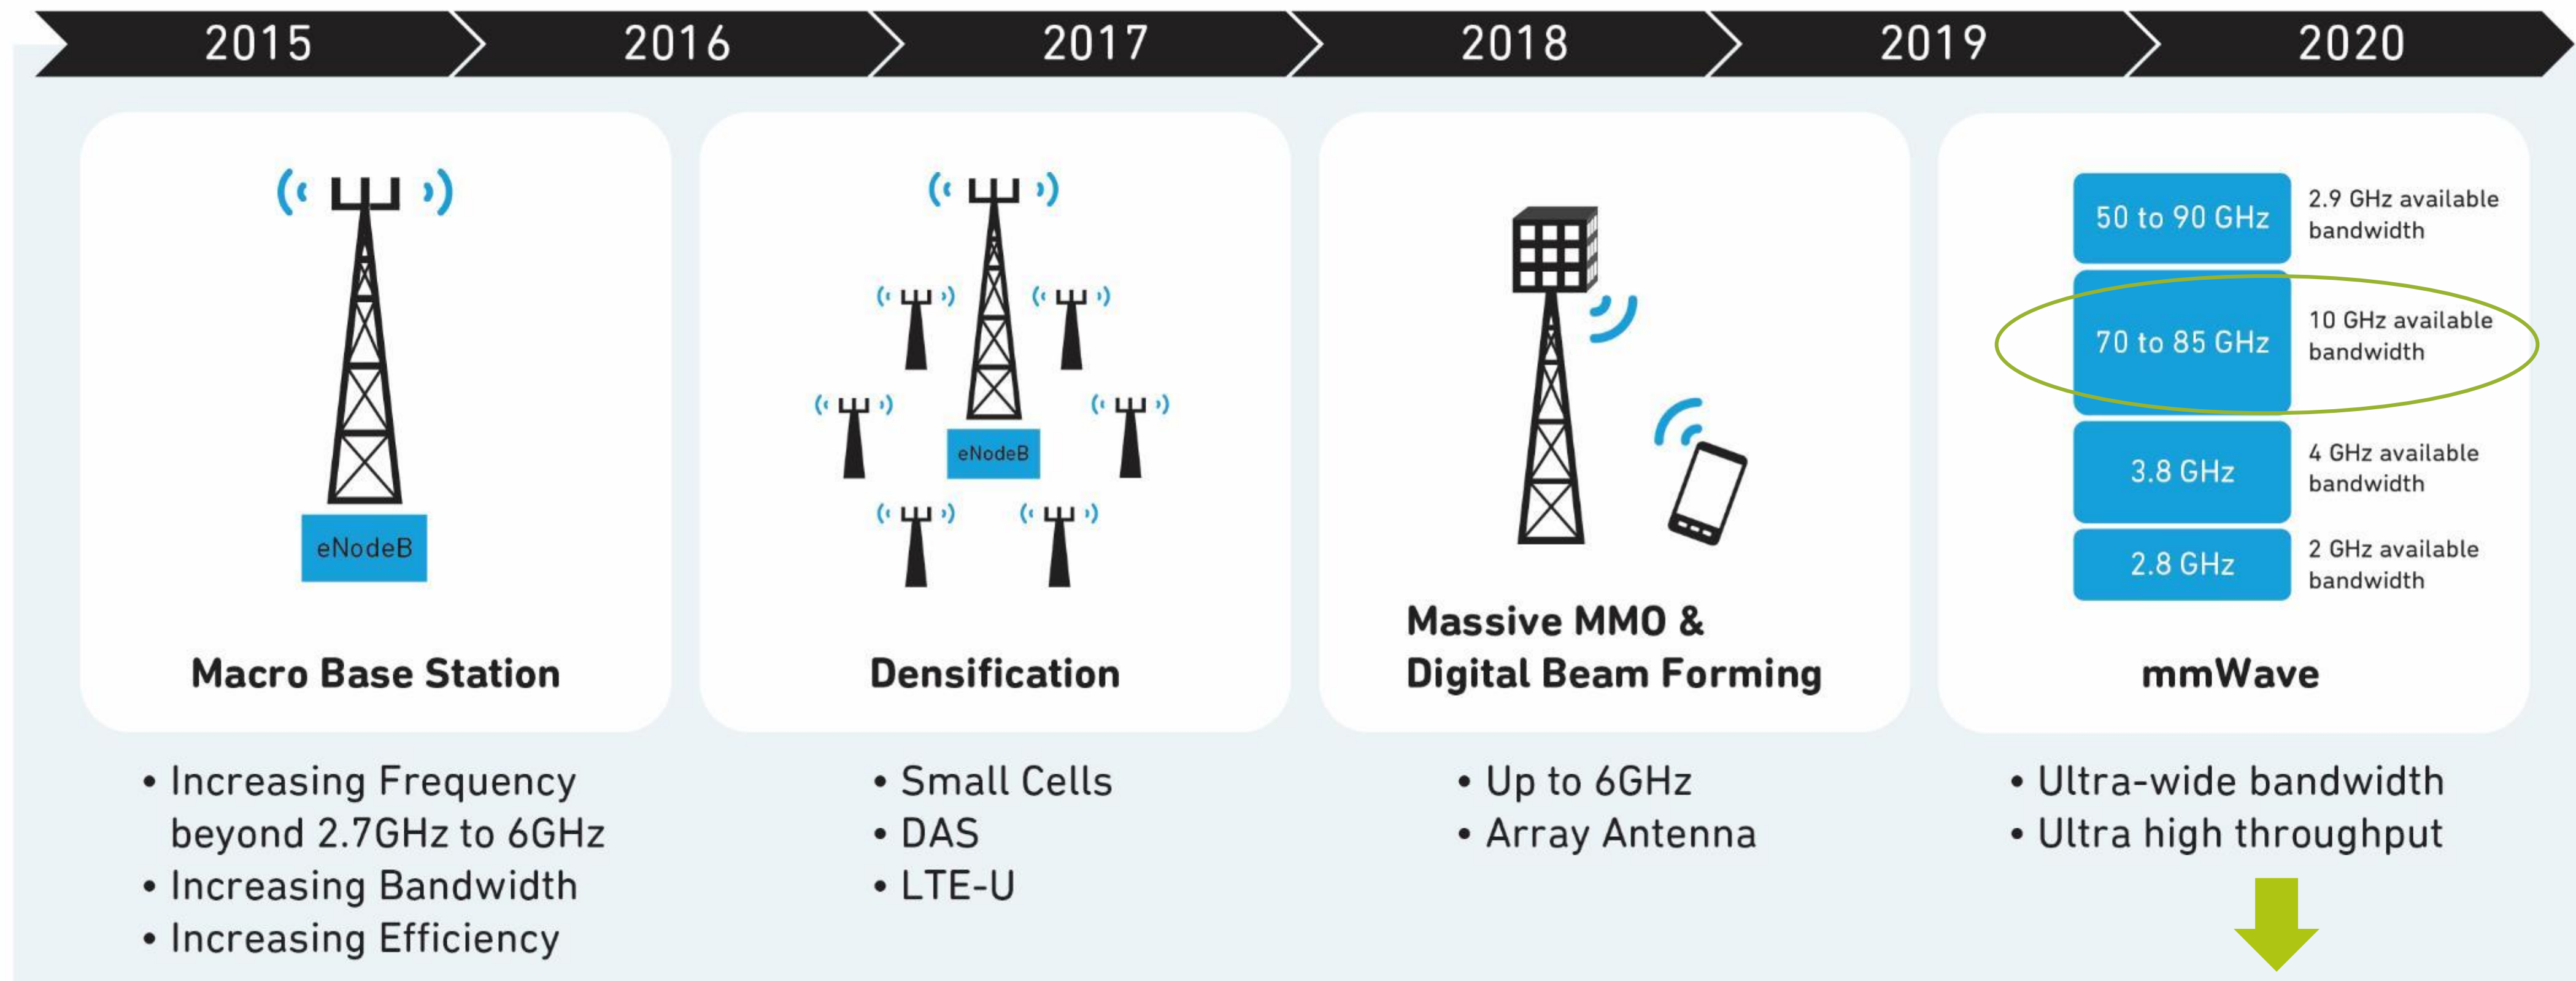 2015
2016
2017
2018
2019
2020
eNodeB
Macro Base Station
• Increasing Frequency
beyond 2.7GHz to 6GHz
• Increasing Bandwidth
• Increasing Efficiency
eNodeB
Densification
• Small Cells
• DAS
• LTE-U
Massive MMO &
Digital Beam Forming
• Up to 6GHz
• Array Antenna
50 to 90 GHz
2.9 GHz available
bandwidth
70 to 85 GHz
10 GHz available
bandwidth
3.8 GHz
4 GHz available
bandwidth
2.8 GHz
2 GHz available
bandwidth
mmWave
• Ultra-wide bandwidth
• Ultra high throughput